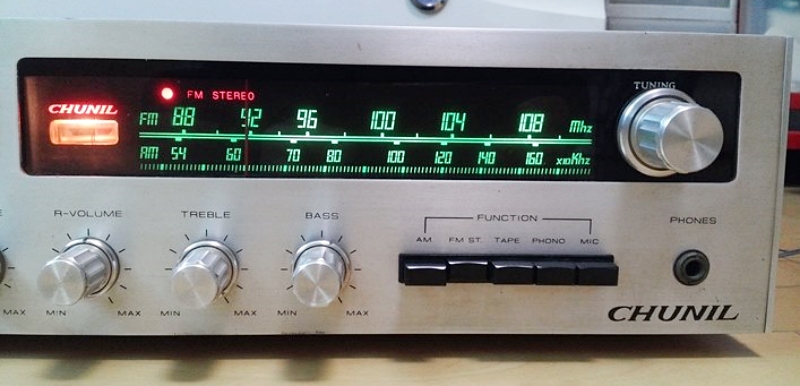 TUNING
FM STEREO
CHUNIL
FM 88 92 96 100 104 108 Mhz
AM 54 60 70 80 100 120 140 160 x10Khz
R-VOLUME TREBLE BASS FUNCTION PHONES
AM FM ST. TAPE PHONO MIC
MAX MIN MAX MIN MAX MIN MAX
CHUNIL